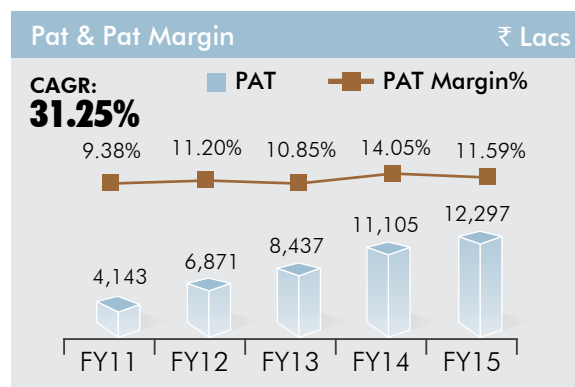 Pat & Pat Margin ₹ Lacs
CAGR:
31.25%
PAT PAT Margin%
9.38% 11.20% 10.85% 14.05% 11.59%
4,143 6,871 8,437 11,105 12,297
FY11 FY12 FY13 FY14 FY15